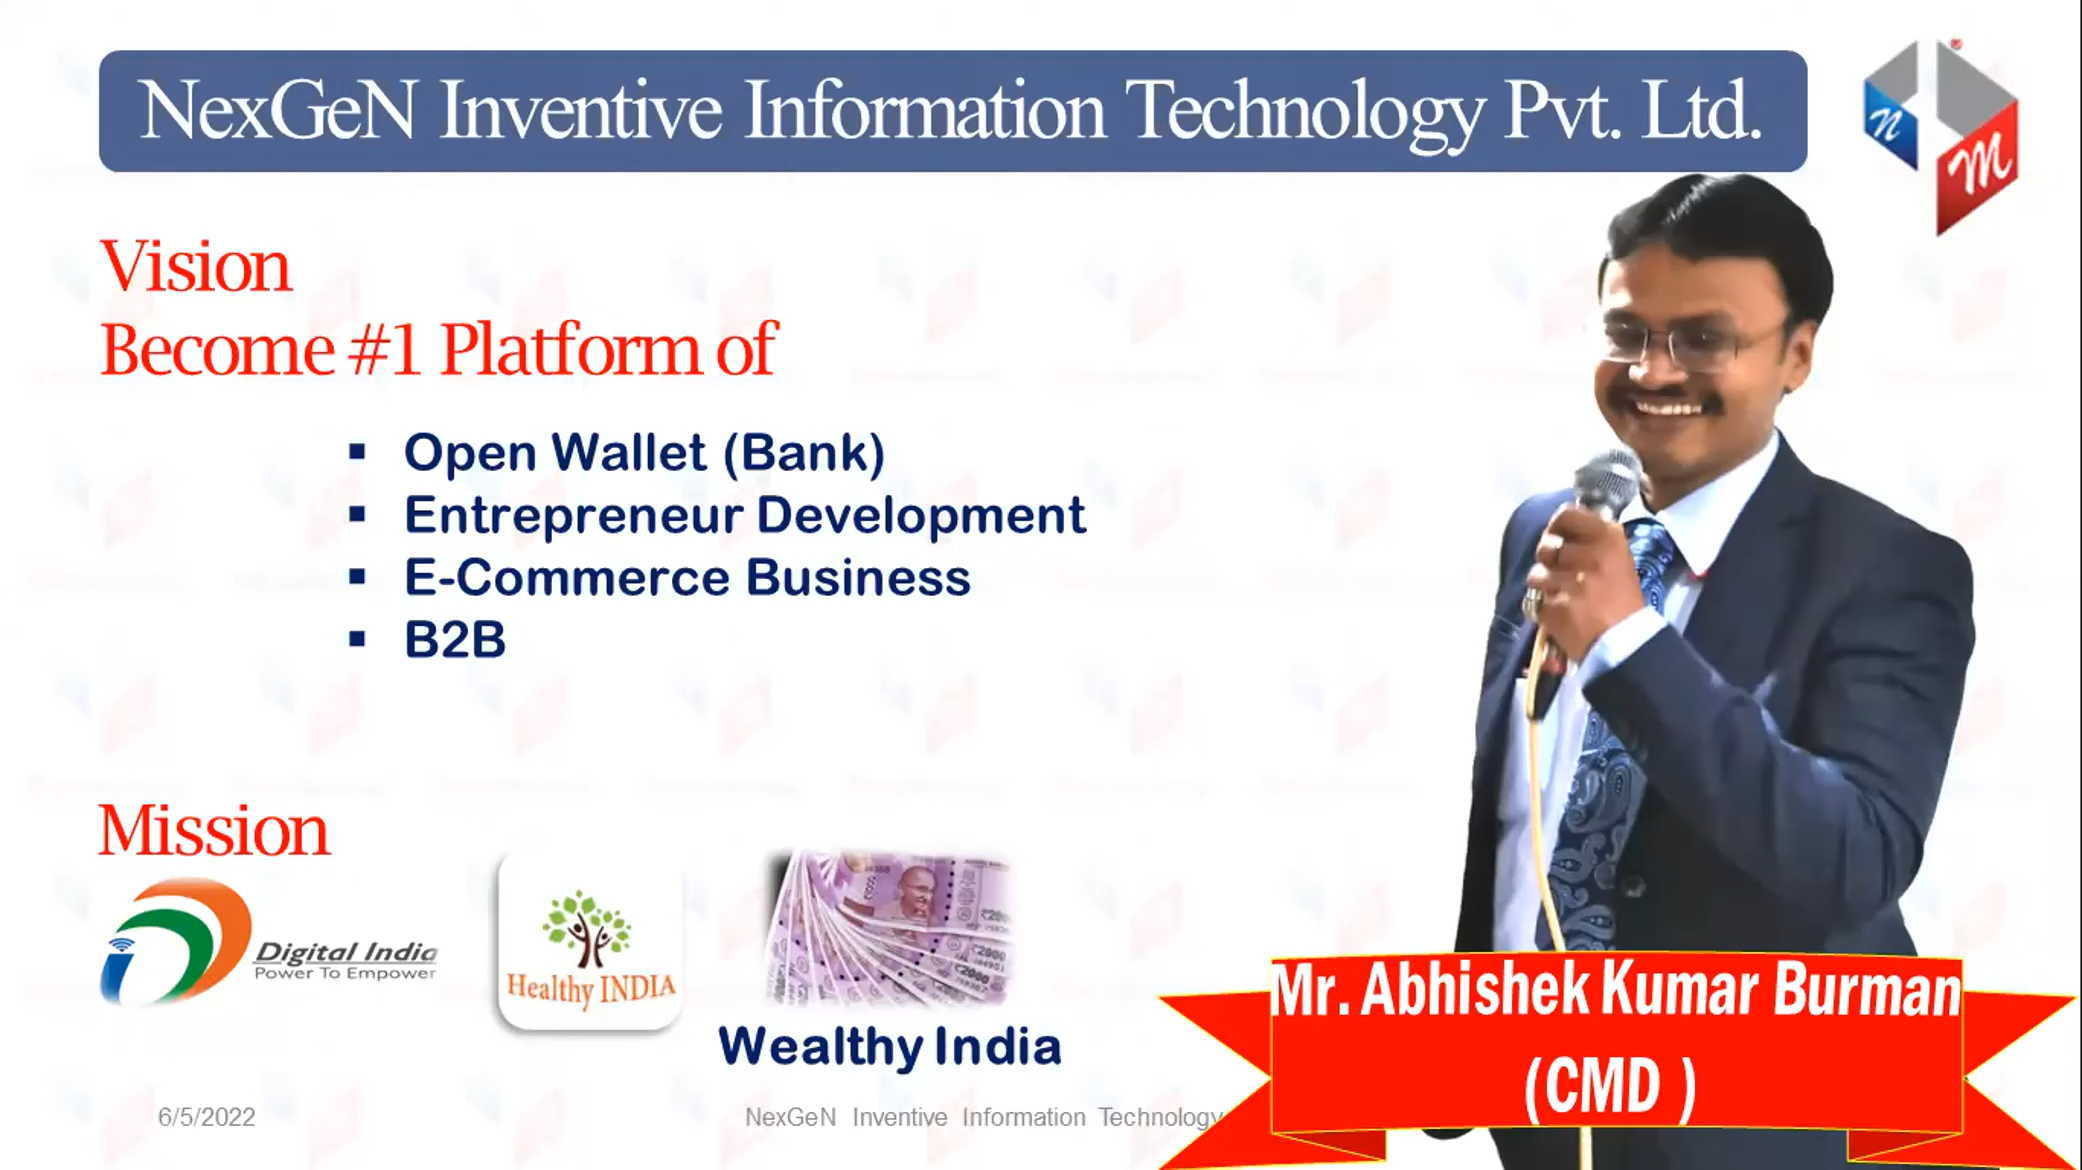 NexGeN Inventive Information Technology Pvt. Ltd.
n
m
Vision
Become #1 Platform of
▪ Open Wallet (Bank)
▪ Entrepreneur Development
▪ E-Commerce Business
▪ B2B
Mission
Digital India
Power To Empower
Healthy INDIA
Wealthy India
Mr. Abhishek Kumar Burman
(CMD )
6/5/2022
NexGeN Inventive Information Technology